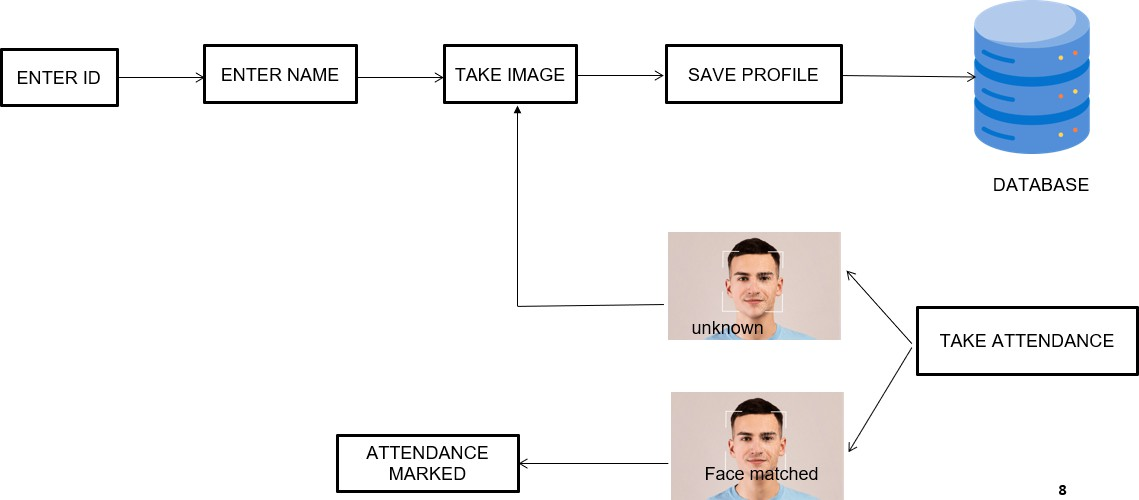 ENTER ID
ENTER NAME
TAKE IMAGE
SAVE PROFILE
DATABASE
unknown
TAKE ATTENDANCE
ATTENDANCE
MARKED
Face matched
8